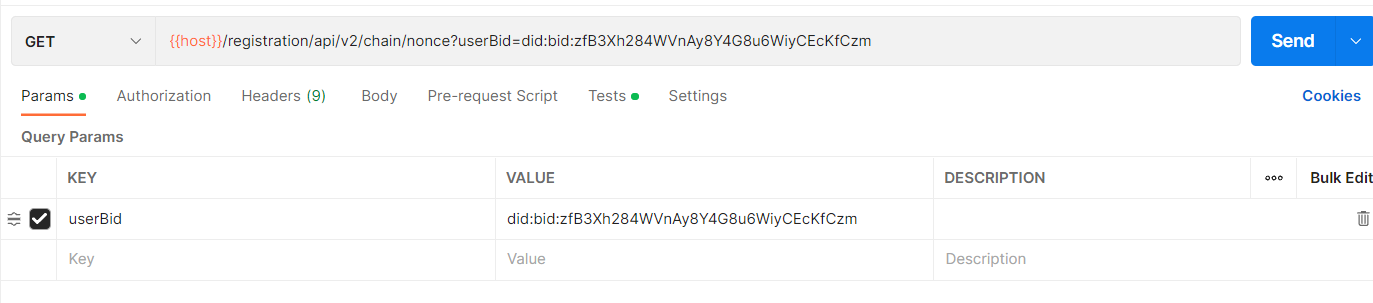 GET {{host}}/registration/api/v2/chain/nonce?userBid=did:bid:zfB3Xh284WVnAy8Y4G8u6WiyCEcKfCzm Send
Params Authorization Headers (9) Body Pre-request Script Tests Settings Cookies
Query Params
KEY VALUE DESCRIPTION Bulk Edit
userBid did:bid:zfB3Xh284WVnAy8Y4G8u6WiyCEcKfCzm
Key Value Description